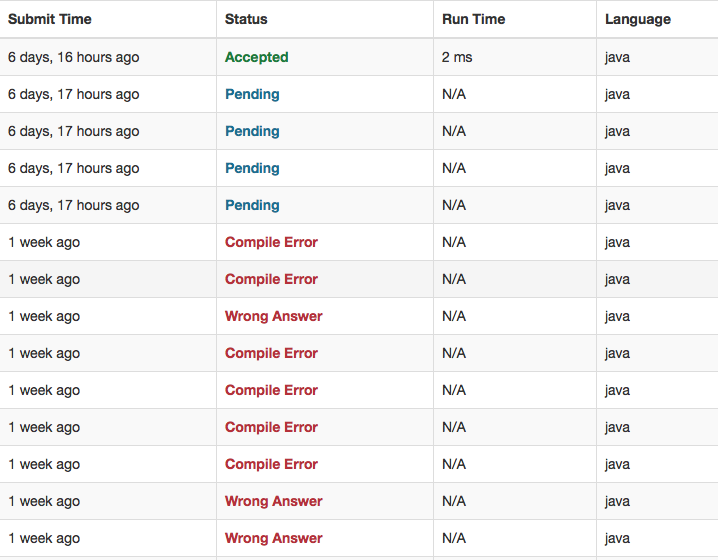 Submit Time Status Run Time Language
6 days, 16 hours ago Accepted 2 ms java
6 days, 17 hours ago Pending N/A java
6 days, 17 hours ago Pending N/A java
6 days, 17 hours ago Pending N/A java
6 days, 17 hours ago Pending N/A java
1 week ago Compile Error N/A java
1 week ago Compile Error N/A java
1 week ago Wrong Answer N/A java
1 week ago Compile Error N/A java
1 week ago Compile Error N/A java
1 week ago Compile Error N/A java
1 week ago Compile Error N/A java
1 week ago Wrong Answer N/A java
1 week ago Wrong Answer N/A java